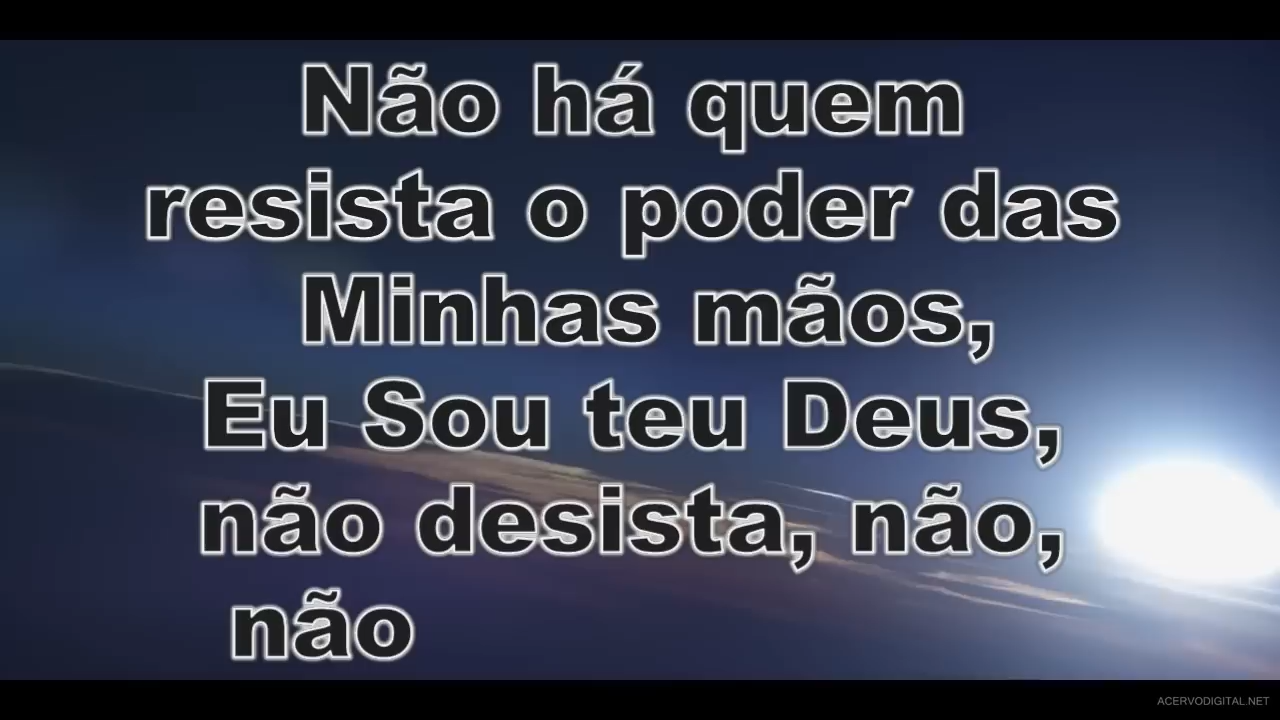 Não há quem
resista o poder das
Minhas mãos,
Eu Sou teu Deus,
não desista, não,
não
ACERVODIGITAL.NET